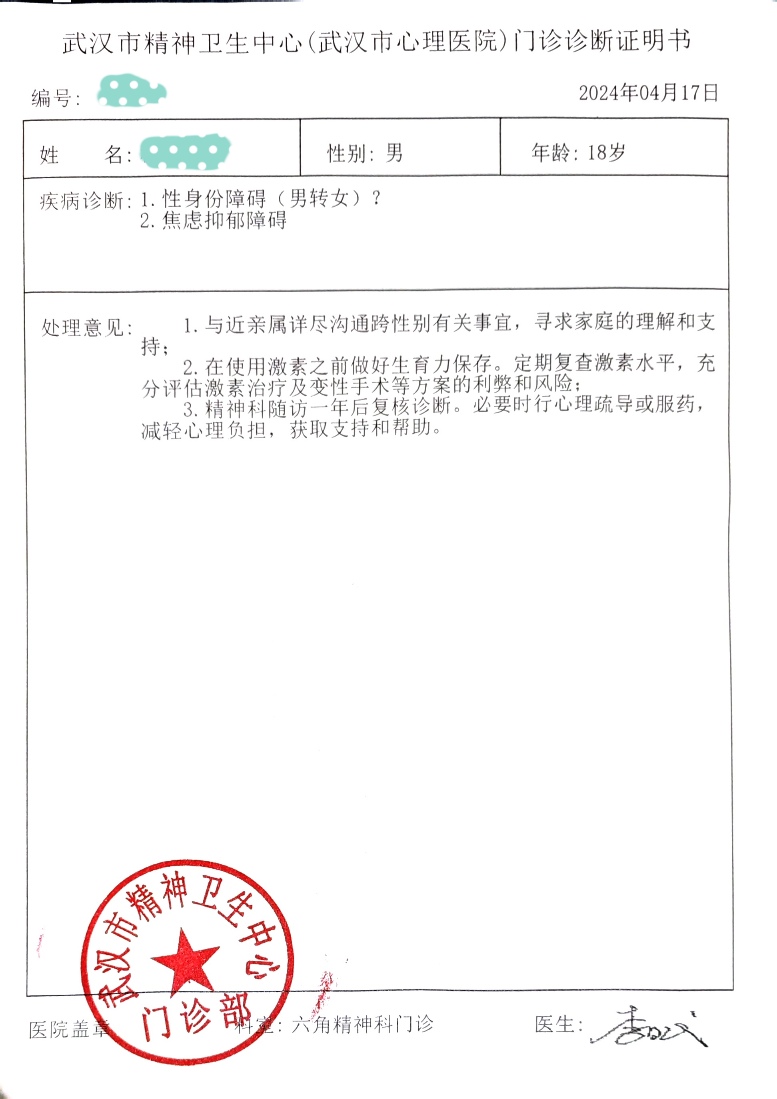 武汉市精神卫生中心(武汉市心理医院)门诊诊断证明书
编号:
2024年04月17日
姓 名:
性别: 男
年龄: 18岁
疾病诊断: 1.性身份障碍（男转女）?
2.焦虑抑郁障碍
处理意见: 1.与近亲属详尽沟通跨性别有关事宜, 寻求家庭的理解和支
持;
2.在使用激素之前做好生育力保存。定期复查激素水平, 充
分评估激素治疗及变性手术等方案的利弊和风险;
3.精神科随访一年后复核诊断。必要时行心理疏导或服药,
减轻心理负担, 获取支持和帮助。
武汉市精神卫生中心
门诊部
医院盖章
科室: 六角精神科门诊
医生: